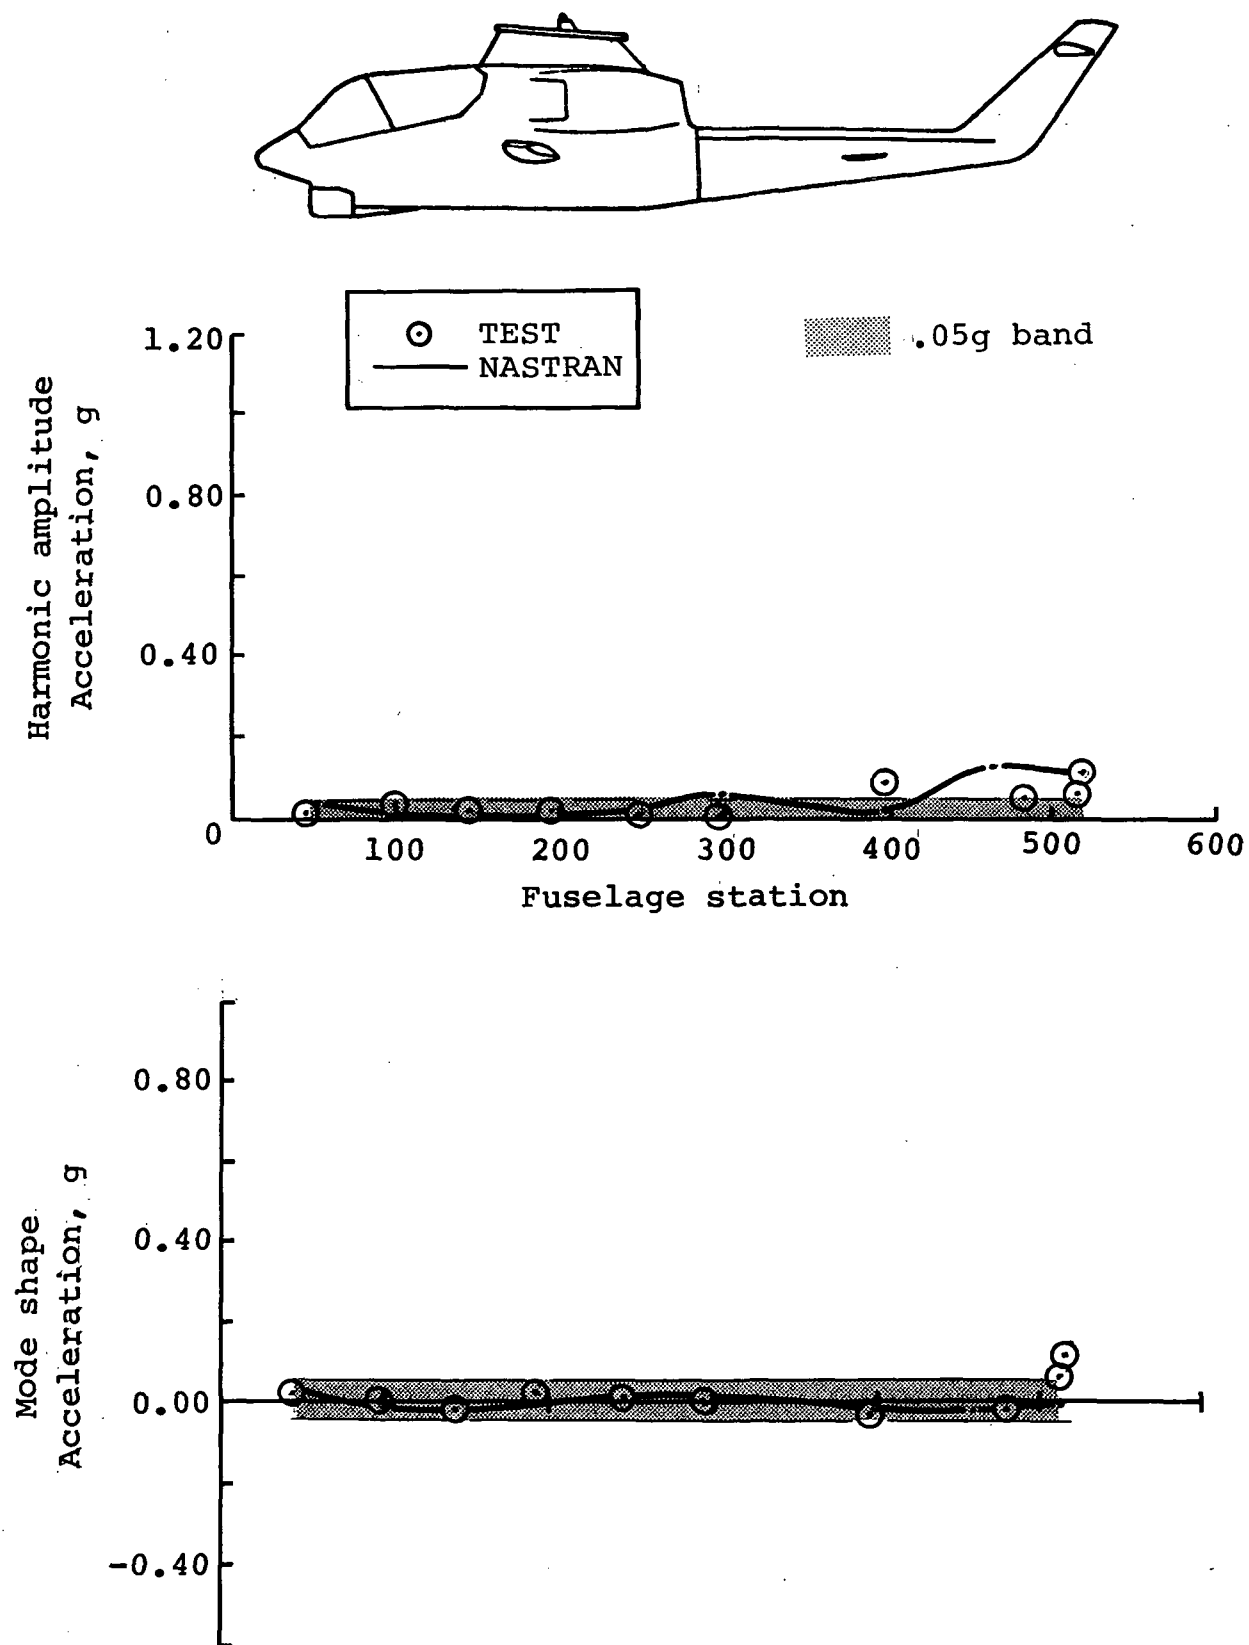 TEST
NASTRAN
.05g band
Harmonic amplitude
Acceleration, g
1.20
0.80
0.40
0
100
200
300
400
500
600
Fuselage station
Mode shape
Acceleration, g
0.80
0.40
0.00
-0.40